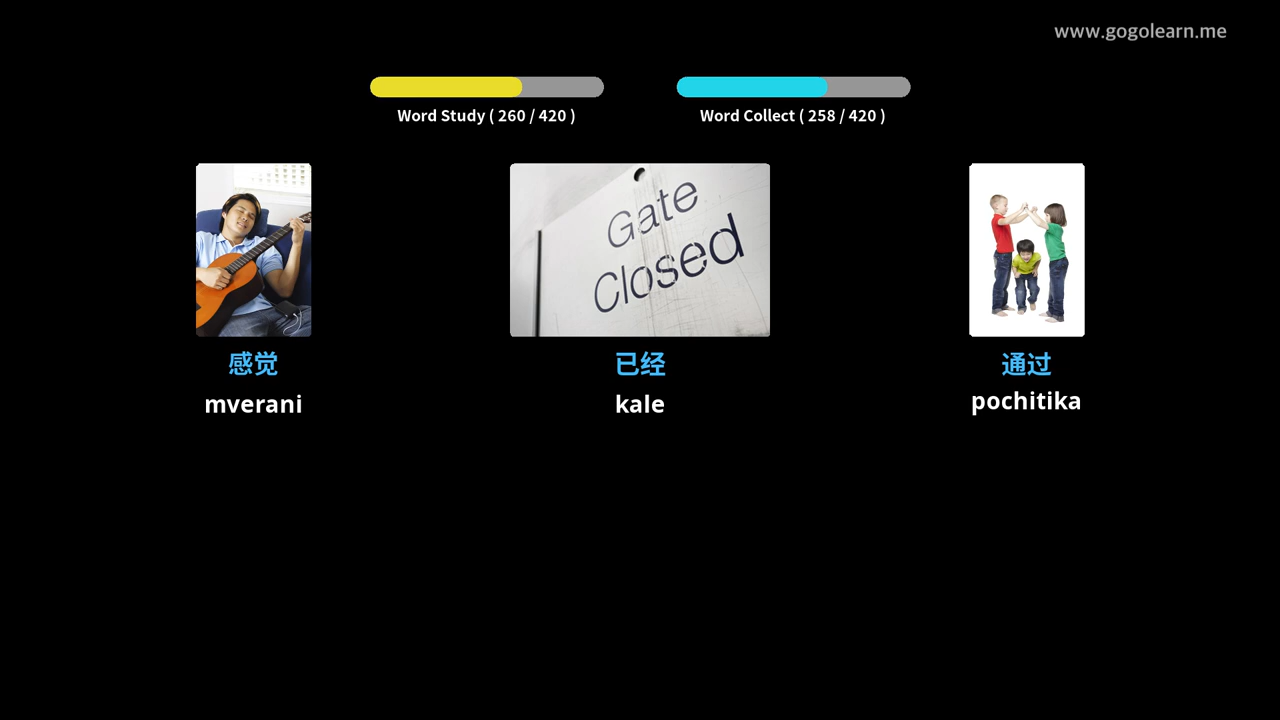 www.gogolearn.me
Word Study ( 260 / 420 )
Word Collect ( 258 / 420 )
Gate
Closed
感觉
已经
通过
mverani
kale
pochitika